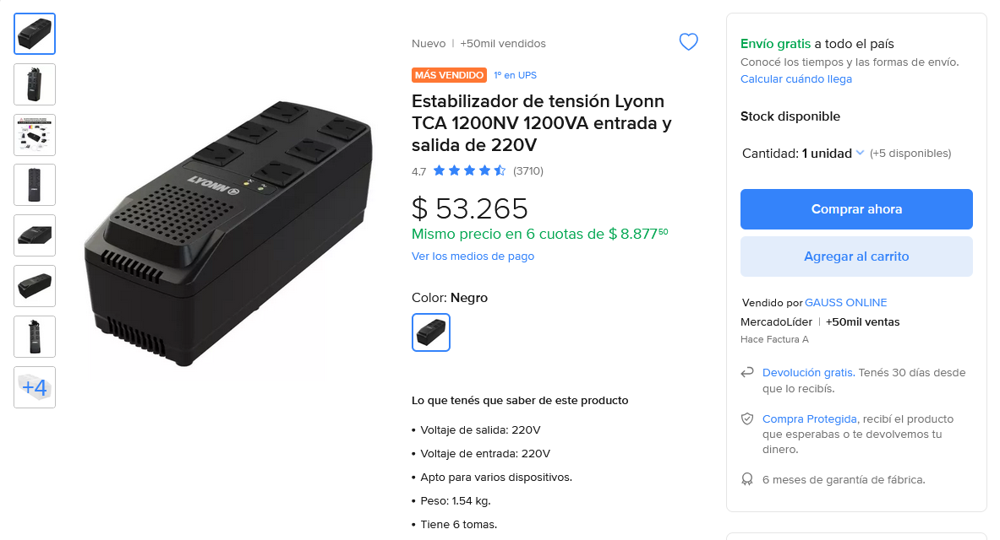 Nuevo | +50mil vendidos
MÁS VENDIDO 1º en UPS
Estabilizador de tensión Lyonn
TCA 1200NV 1200VA entrada y
salida de 220V
4.7 (3710)
$ 53.265
Mismo precio en 6 cuotas de $ 8.877⁵⁰
Ver los medios de pago
Color: Negro
Lo que tenés que saber de este producto
• Voltaje de salida: 220V
• Voltaje de entrada: 220V
• Apto para varios dispositivos.
• Peso: 1.54 kg.
• Tiene 6 tomas.
LYONN
+4
Envío gratis a todo el país
Conocé los tiempos y las formas de envío.
Calcular cuándo llega
Stock disponible
Cantidad: 1 unidad (+5 disponibles)
Comprar ahora
Agregar al carrito
Vendido por GAUSS ONLINE
MercadoLíder | +50mil ventas
Hace Factura A
Devolución gratis. Tenés 30 días desde
que lo recibís.
Compra Protegida, recibí el producto
que esperabas o te devolvemos tu
dinero.
6 meses de garantía de fábrica.